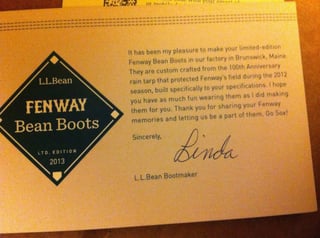 L.L.Bean
FENWAY
Bean Boots
LTD. EDITION
2013
It has been my pleasure to make your limited-edition
Fenway Bean Boots in our factory in Brunswick, Maine.
They are custom crafted from the 100th Anniversary
rain tarp that protected Fenway's field during the 2012
season, built specifically to your specifications. I hope
you have as much fun wearing them as I did making
them for you. Thank you for sharing your Fenway
memories and letting us be a part of them. Go Sox!
Sincerely,
Linda
L.L.Bean Bootmaker